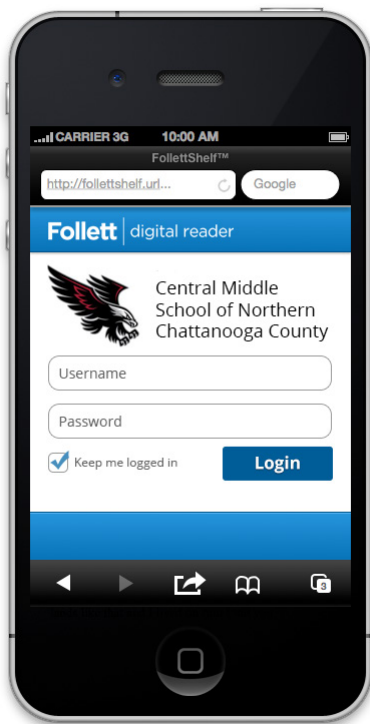 CARRIER 3G 10:00 AM
FollettShelf™
http://follettshelf.url... Google
Follett digital reader
Central Middle
School of Northern
Chattanooga County
Username
Password
Keep me logged in Login
3